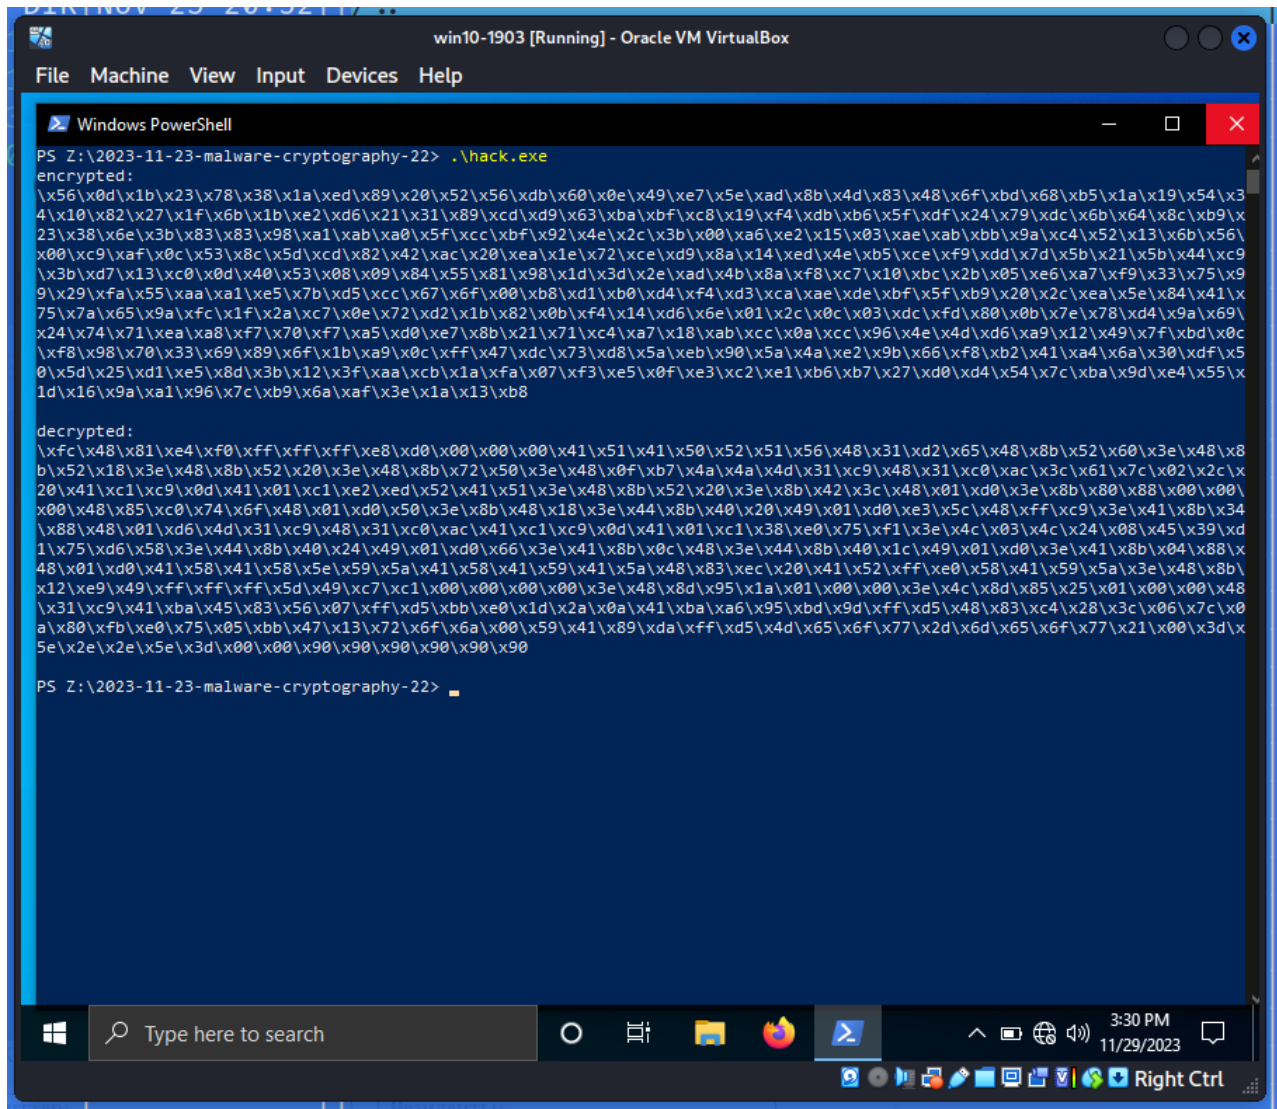 win10-1903 [Running] - Oracle VM VirtualBox
File Machine View Input Devices Help
Windows PowerShell
PS Z:\2023-11-23-malware-cryptography-22> .\hack.exe
encrypted:
\x56\x0d\x1b\x23\x78\x38\x1a\xed\x89\x20\x52\x56\xdb\x60\x0e\x49\xe7\x5e\xad\x8b\x4d\x83\x48\x6f\xbd\x68\xb5\x1a\x19\x54\x3
4\x10\x82\x27\x1f\x6b\x1b\xe2\xd6\x21\x31\x89\xcd\xd9\x63\xba\xbf\xc8\x19\xf4\xdb\xb6\x5f\xdf\x24\x79\xdc\x6b\x64\x8c\xb9\x
23\x38\x6e\x3b\x83\x83\x98\xa1\xab\xa0\x5f\xcc\xbf\x92\x4e\x2c\x3b\x00\xa6\xe2\x15\x03\xae\xab\xbb\x9a\xc4\x52\x13\x6b\x56\
x00\xc9\xaf\x0c\x53\x8c\x5d\xcd\x82\x42\xac\x20\xea\x1e\x72\xce\xd9\x8a\x14\xed\x4e\xb5\xce\xf9\xdd\x7d\x5b\x21\x5b\x44\xc9
\x3b\xd7\x13\xc0\x0d\x40\x53\x08\x09\x84\x55\x81\x98\x1d\x3d\x2e\xad\x4b\x8a\xf8\xc7\x10\xbc\x2b\x05\xe6\xa7\xf9\x33\x75\x9
9\x29\xfa\x55\xaa\xa1\xe5\x7b\xd5\xcc\x67\x6f\x00\xb8\xd1\xb0\xd4\xf4\xd3\xca\xae\xde\xbf\x5f\xb9\x20\x2c\xea\x5e\x84\x41\x
75\x7a\x65\x9a\xfc\x1f\x2a\xc7\x0e\x72\xd2\x1b\x82\x0b\xf4\x14\xd6\x6e\x01\x2c\x0c\x03\xdc\xfd\x80\x0b\x7e\x78\xd4\x9a\x69\
x24\x74\x71\xea\xa8\xf7\x70\xf7\xa5\xd0\xe7\x8b\x21\x71\xc4\xa7\x18\xab\xcc\x0a\xcc\x96\x4e\x4d\xd6\xa9\x12\x49\x7f\xbd\x0c
\xf8\x98\x70\x33\x69\x89\x6f\x1b\xa9\x0c\xff\x47\xdc\x73\xd8\x5a\xeb\x90\x5a\x4a\xe2\x9b\x66\xf8\xb2\x41\xa4\x6a\x30\xdf\x5
0\x5d\x25\xd1\xe5\x8d\x3b\x12\x3f\xaa\xcb\x1a\xfa\x07\xf3\xe5\x0f\xe3\xc2\xe1\xb6\xb7\x27\xd0\xd4\x54\x7c\xba\x9d\xe4\x55\x
1d\x16\x9a\xa1\x96\x7c\xb9\x6a\xaf\x3e\x1a\x13\xb8
decrypted:
\xfc\x48\x81\xe4\xf0\xff\xff\xff\xe8\xd0\x00\x00\x00\x41\x51\x41\x50\x52\x51\x56\x48\x31\xd2\x65\x48\x8b\x52\x60\x3e\x48\x8
b\x52\x18\x3e\x48\x8b\x52\x20\x3e\x48\x8b\x72\x50\x3e\x48\x0f\xb7\x4a\x4a\x4d\x31\xc9\x48\x31\xc0\xac\x3c\x61\x7c\x02\x2c\x
20\x41\xc1\xc9\x0d\x41\x01\xc1\xe2\xed\x52\x41\x51\x3e\x48\x8b\x52\x20\x3e\x8b\x42\x3c\x48\x01\xd0\x3e\x8b\x80\x88\x00\x00\
x00\x48\x85\xc0\x74\x6f\x48\x01\xd0\x50\x3e\x8b\x48\x18\x3e\x44\x8b\x40\x20\x49\x01\xd0\xe3\x5c\x48\xff\xc9\x3e\x41\x8b\x34
\x88\x48\x01\xd6\x4d\x31\xc9\x48\x31\xc0\xac\x41\xc1\xc9\x0d\x41\x01\xc1\x38\xe0\x75\xf1\x3e\x4c\x03\x4c\x24\x08\x45\x39\xd
1\x75\xd6\x58\x3e\x44\x8b\x40\x24\x49\x01\xd0\x66\x3e\x41\x8b\x0c\x48\x3e\x44\x8b\x40\x1c\x49\x01\xd0\x3e\x41\x8b\x04\x88\x
48\x01\xd0\x41\x58\x41\x58\x5e\x59\x5a\x41\x58\x41\x59\x41\x5a\x48\x83\xec\x20\x41\x52\xff\xe0\x58\x41\x59\x5a\x3e\x48\x8b\
x12\xe9\x49\xff\xff\xff\x5d\x49\xc7\xc1\x00\x00\x00\x00\x3e\x48\x8d\x95\x1a\x01\x00\x00\x3e\x4c\x8d\x85\x25\x01\x00\x00\x48
\x31\xc9\x41\xba\x45\x83\x56\x07\xff\xd5\xbb\xe0\x1d\x2a\x0a\x41\xba\xa6\x95\xbd\x9d\xff\xd5\x48\x83\xc4\x28\x3c\x06\x7c\x0
a\x80\xfb\xe0\x75\x05\xbb\x47\x13\x72\x6f\x6a\x00\x59\x41\x89\xda\xff\xd5\x4d\x65\x6f\x77\x2d\x6d\x65\x6f\x77\x21\x00\x3d\x
5e\x2e\x2e\x5e\x3d\x00\x00\x90\x90\x90\x90\x90\x90
PS Z:\2023-11-23-malware-cryptography-22>
Type here to search
3:30 PM
11/29/2023
Right Ctrl